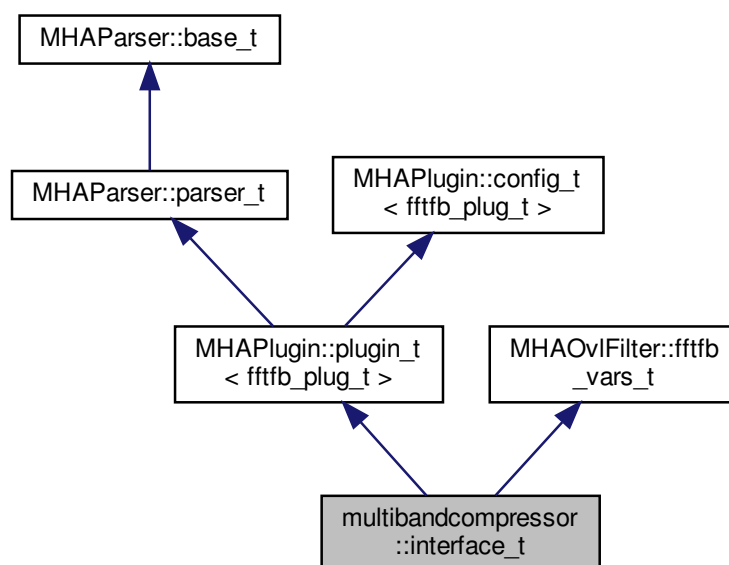 MHAParser::base_t
MHAParser::parser_t
MHAPlugin::config_t
< fftfb_plug_t >
MHAPlugin::plugin_t
< fftfb_plug_t >
MHAOvlFilter::fftfb
_vars_t
multibandcompressor
::interface_t